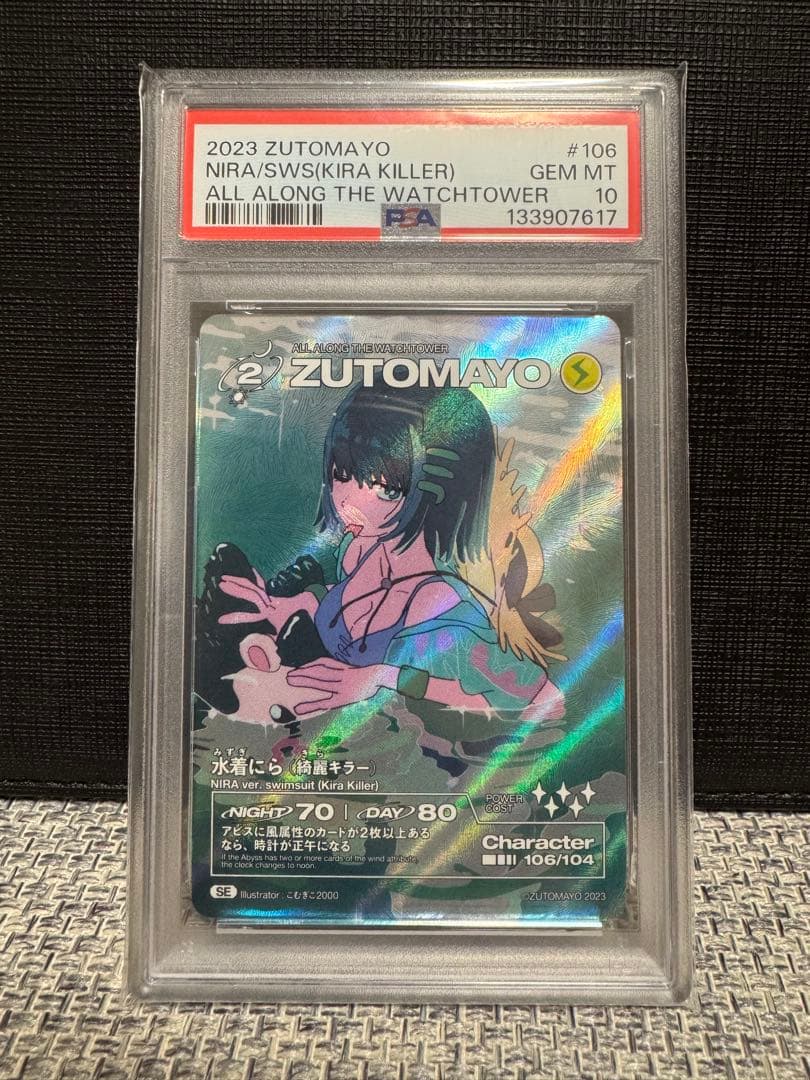 2023 ZUTOMAYO #106
NIRA/SWS(KIRA KILLER) GEM MT
ALL ALONG THE WATCHTOWER 10
PSA 133907617
ALL ALONG THE WATCHTOWER
2 ZUTOMAYO
みずぎ きら
水着にら（綺麗キラー）
NIRA ver. swimsuit (Kira Killer)
NIGHT 70 | DAY 80
POWER COST
アビスに風属性のカードが2枚以上ある
なら、時計が正午になる
If the Abyss has two or more cards of the wind attribute,
the clock changes to noon.
Character
106/104
SE Illustrator : こむぎこ2000
©ZUTOMAYO 2023